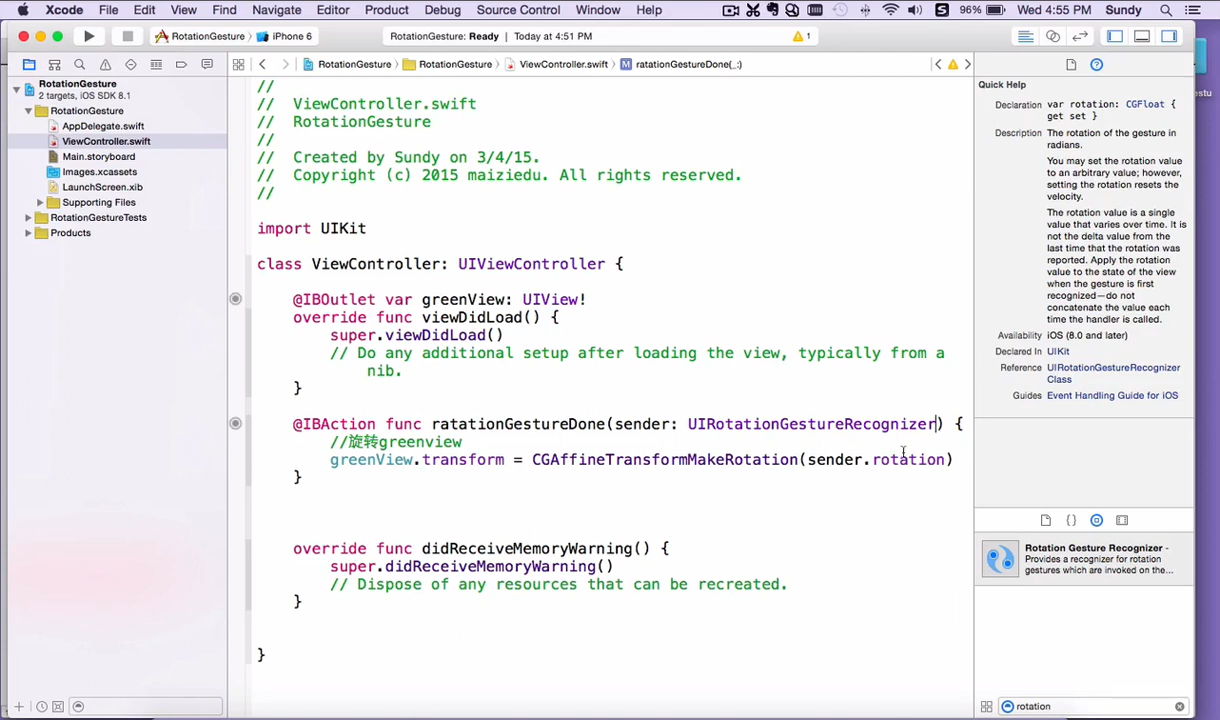 Xcode File Edit View Find Navigate Editor Product Debug Source Control Window Help 96% Wed 4:55 PM Sundy
RotationGesture iPhone 6 RotationGesture: Ready Today at 4:51 PM 1
RotationGesture RotationGesture ViewController.swift M ratationGestureDone(_:)
RotationGesture
2 targets, iOS SDK 8.1
RotationGesture
AppDelegate.swift
ViewController.swift
Main.storyboard
Images.xcassets
LaunchScreen.xib
Supporting Files
RotationGestureTests
Products
//
// ViewController.swift
// RotationGesture
//
// Created by Sundy on 3/4/15.
// Copyright (c) 2015 maiziedu. All rights reserved.
//
import UIKit
class ViewController: UIViewController {
@IBOutlet var greenView: UIView!
override func viewDidLoad() {
super.viewDidLoad()
// Do any additional setup after loading the view, typically from a
nib.
}
@IBAction func ratationGestureDone(sender: UIRotationGestureRecognizer) {
//旋转greenview
greenView.transform = CGAffineTransformMakeRotation(sender.rotation)
}
override func didReceiveMemoryWarning() {
super.didReceiveMemoryWarning()
// Dispose of any resources that can be recreated.
}
}
Quick Help
Declaration var rotation: CGFloat {
get set }
Description The rotation of the gesture in
radians.
You may set the rotation value
to an arbitrary value; however,
setting the rotation resets the
velocity.
The rotation value is a single
value that varies over time. It is
not the delta value from the
last time that the rotation was
reported. Apply the rotation
value to the state of the view
when the gesture is first
recognized—do not
concatenate the value each
time the handler is called.
Availability iOS (8.0 and later)
Declared In UIKit
Reference UIRotationGestureRecognizer
Class
Guides Event Handling Guide for iOS
Rotation Gesture Recognizer -
Provides a recognizer for rotation
gestures which are invoked on the...
rotation